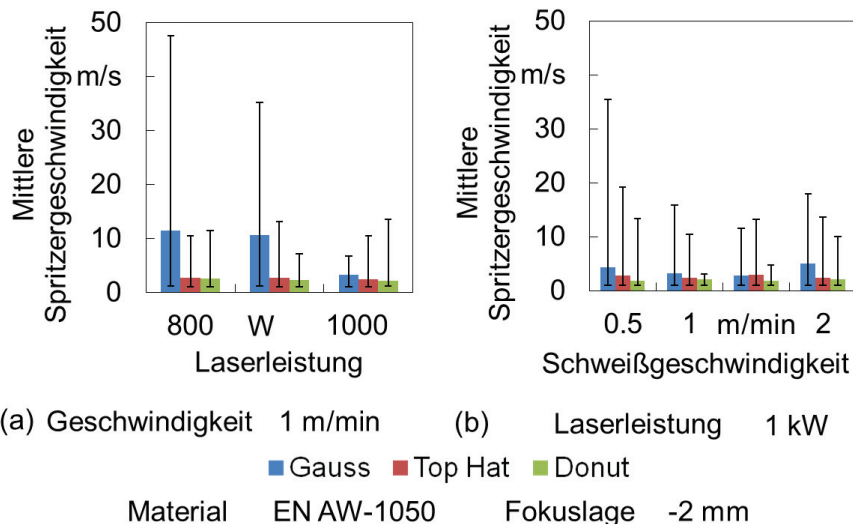 50
m/s
30
20
10
0
Mittlere
Spritzergeschwindigkeit
800 W 1000
Laserleistung
50
m/s
30
20
10
0
Mittlere
Spritzergeschwindigkeit
0.5 1 m/min 2
Schweißgeschwindigkeit
(a) Geschwindigkeit 1 m/min
(b) Laserleistung 1 kW
Gauss Top Hat Donut
Material EN AW-1050 Fokuslage -2 mm